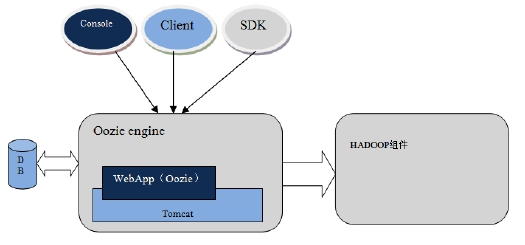 Console
Client
SDK
Oozie engine
D
B
WebApp（Oozie）
Tomcat
HADOOP组件